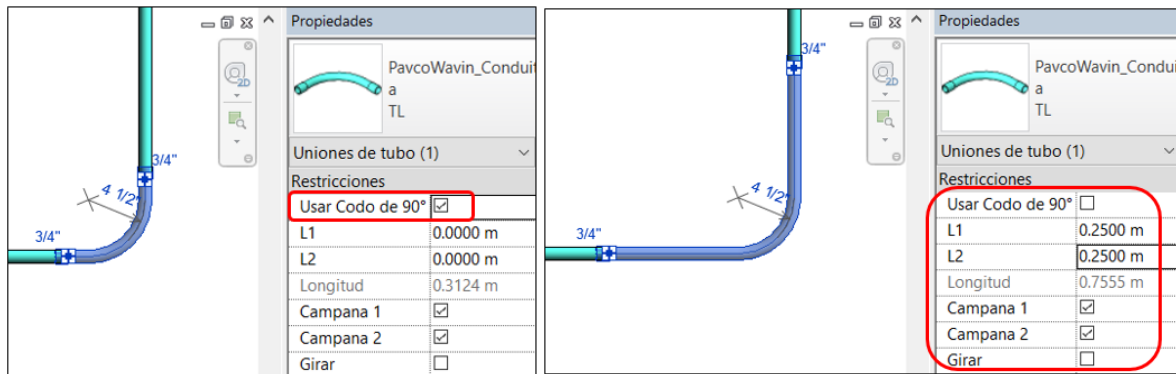 Propiedades
PavcoWavin_Conduit
a
TL
Uniones de tubo (1)
Restricciones
Usar Codo de 90°
L1 0.0000 m
L2 0.0000 m
Longitud 0.3124 m
Campana 1
Campana 2
Girar
2D
3/4"
4 1/2"
3/4"
Propiedades
PavcoWavin_Condui
a
TL
Uniones de tubo (1)
Restricciones
Usar Codo de 90°
L1 0.2500 m
L2 0.2500 m
Longitud 0.7555 m
Campana 1
Campana 2
Girar
2D
3/4"
4 1/2"
3/4"